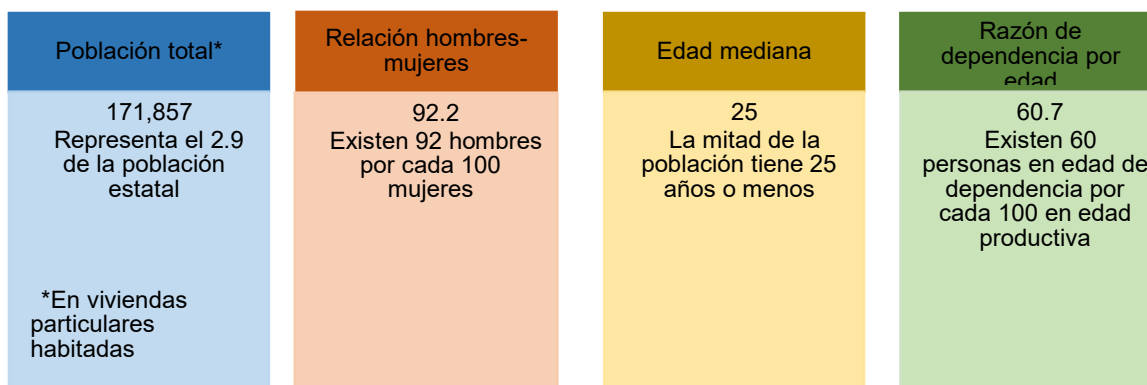 Población total*
171,857
Representa el 2.9
de la población
estatal
*En viviendas
particulares
habitadas
Relación hombres-
mujeres
92.2
Existen 92 hombres
por cada 100
mujeres
Edad mediana
25
La mitad de la
población tiene 25
años o menos
Razón de
dependencia por
edad
60.7
Existen 60
personas en edad de
dependencia por
cada 100 en edad
productiva